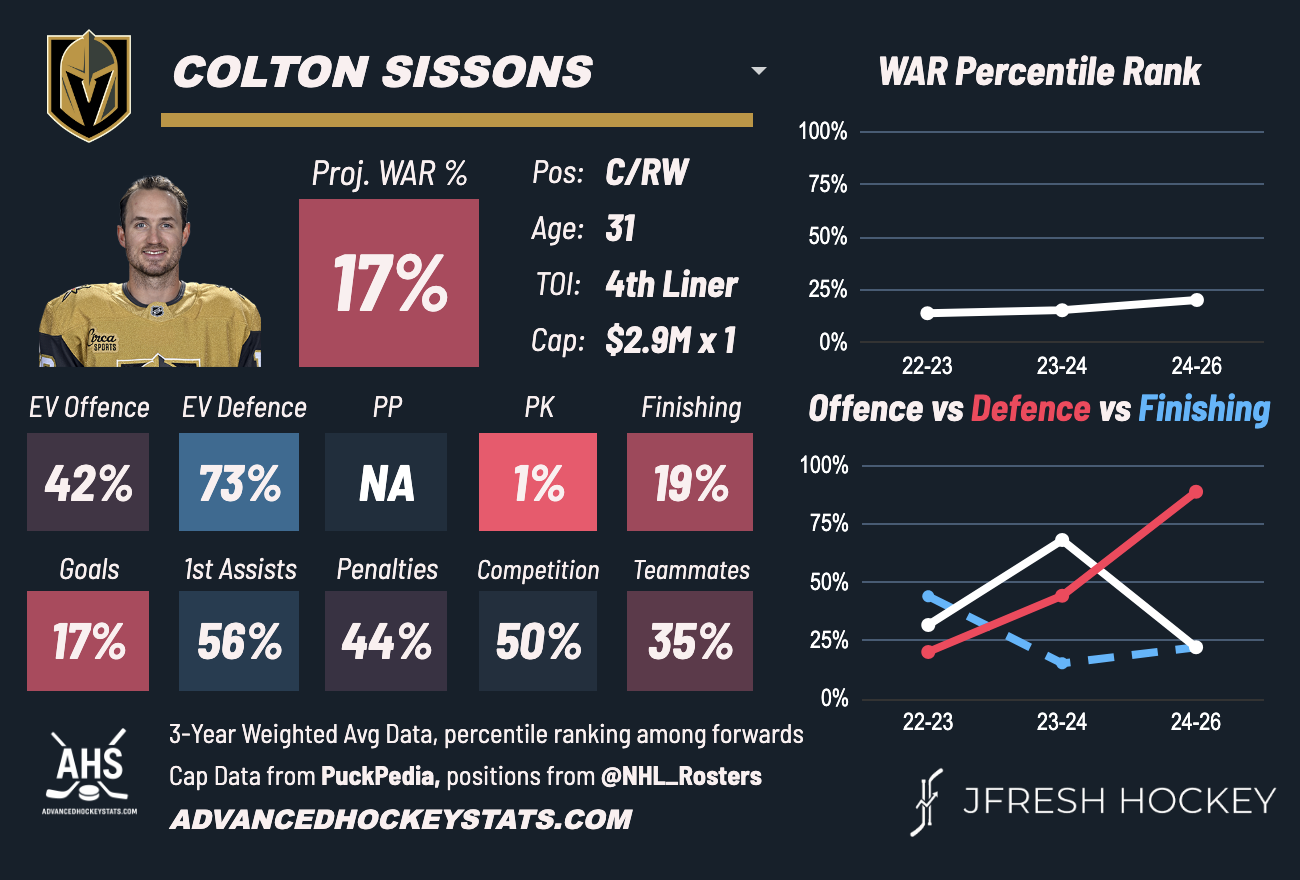 COLTON SISSONS
Proj. WAR %
17%
Pos: C/RW
Age: 31
TOI: 4th Liner
Cap: $2.9M x 1
Circa
SPORTS
EV Offence EV Defence PP PK Finishing
42% 73% NA 1% 19%
Goals 1st Assists Penalties Competition Teammates
17% 56% 44% 50% 35%
WAR Percentile Rank
100%
75%
50%
25%
0%
22-23 23-24 24-26
Offence vs Defence vs Finishing
100%
75%
50%
25%
0%
22-23 23-24 24-26
AHS
ADVANCEDHOCKEYSTATS.COM
3-Year Weighted Avg Data, percentile ranking among forwards
Cap Data from PuckPedia, positions from @NHL_Rosters
ADVANCEDHOCKEYSTATS.COM
JFRESH HOCKEY